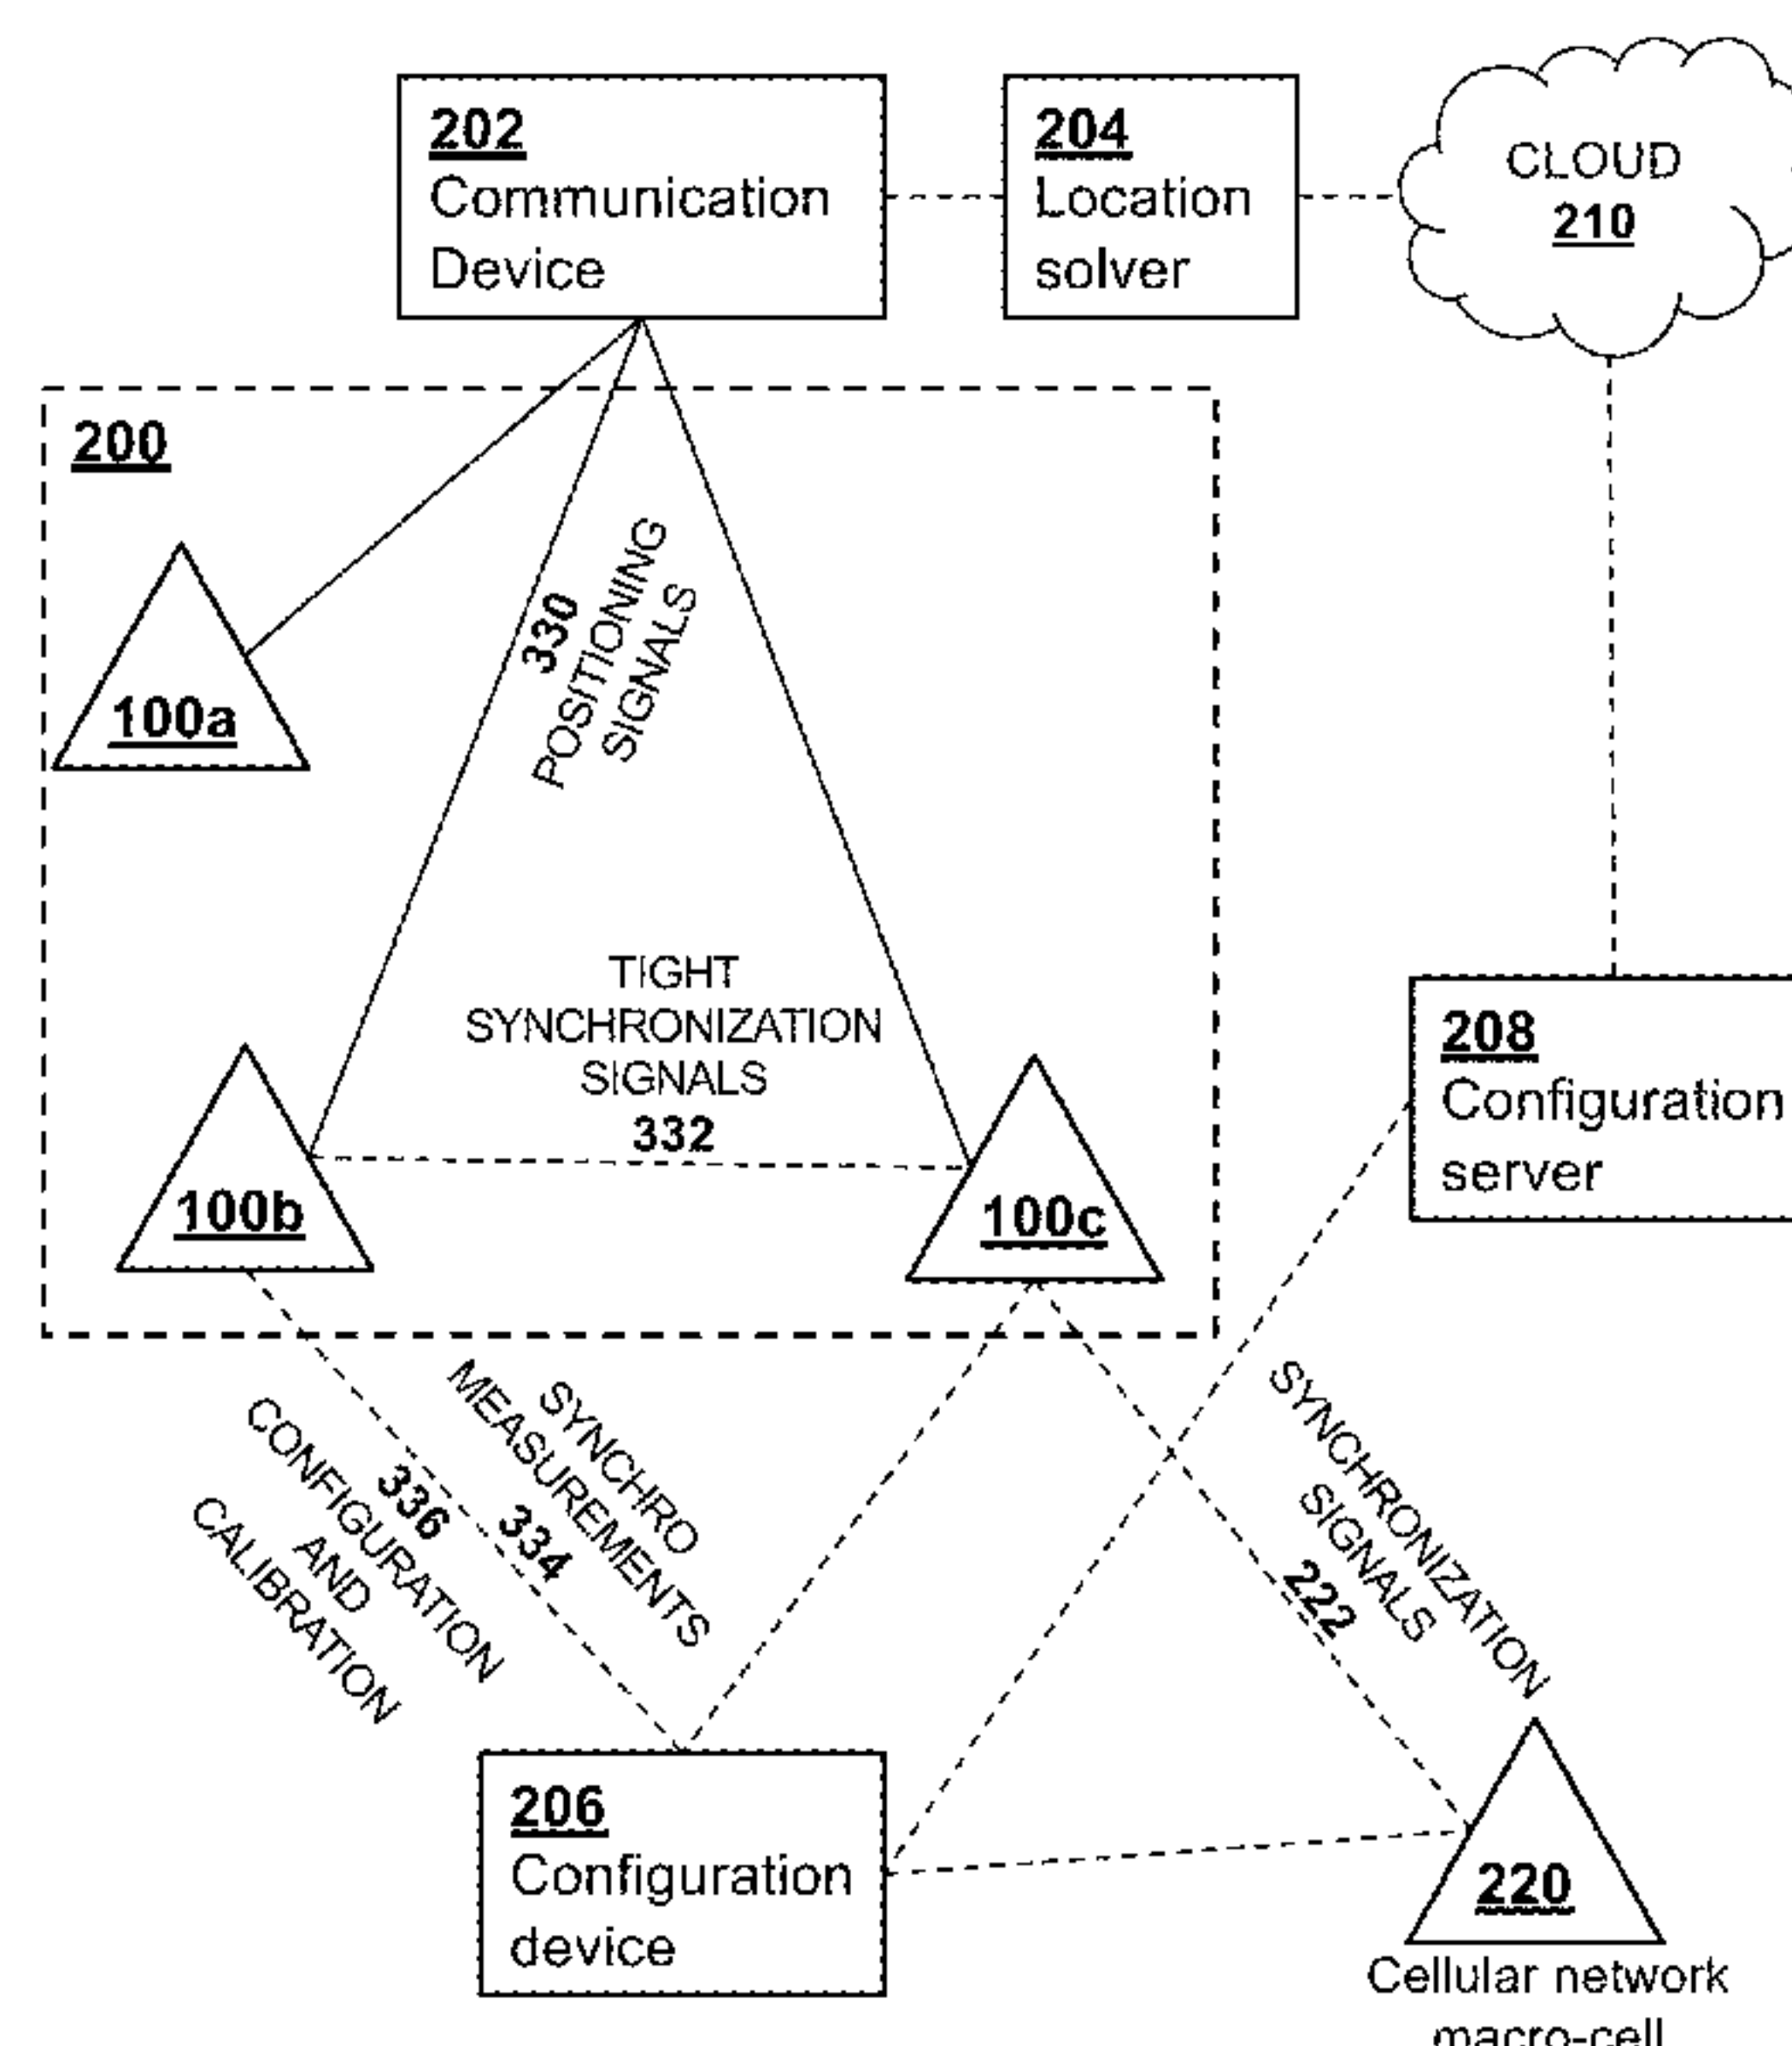 202
Communication
Device
204
Location
solver
CLOUD
210
200
100a
330
POSITIONING
SIGNALS
TIGHT
SYNCHRONIZATION
SIGNALS
332
100b
100c
208
Configuration
server
SYNCHRO
MEASUREMENTS
334
336
CONFIGURATION
AND
CALIBRATION
SYNCHRONIZATION
SIGNALS
222
206
Configuration
device
220
Cellular network
macro-cell